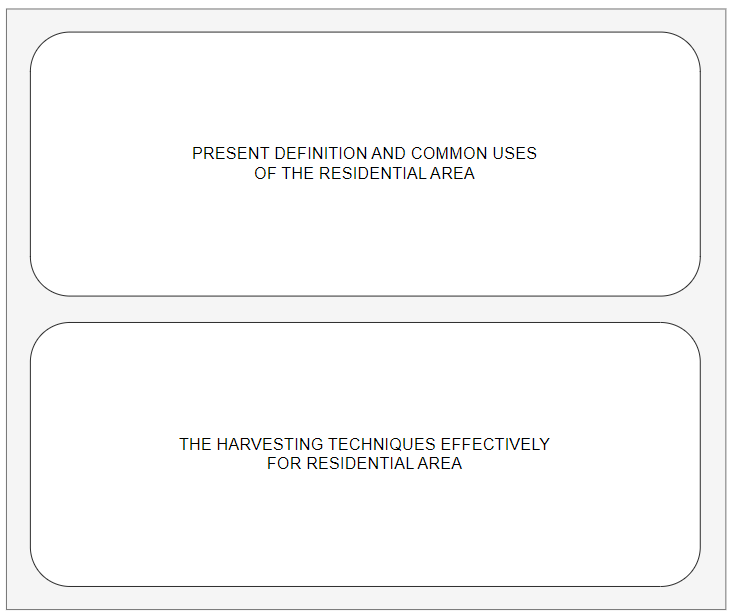 PRESENT DEFINITION AND COMMON USES
OF THE RESIDENTIAL AREA
THE HARVESTING TECHNIQUES EFFECTIVELY
FOR RESIDENTIAL AREA